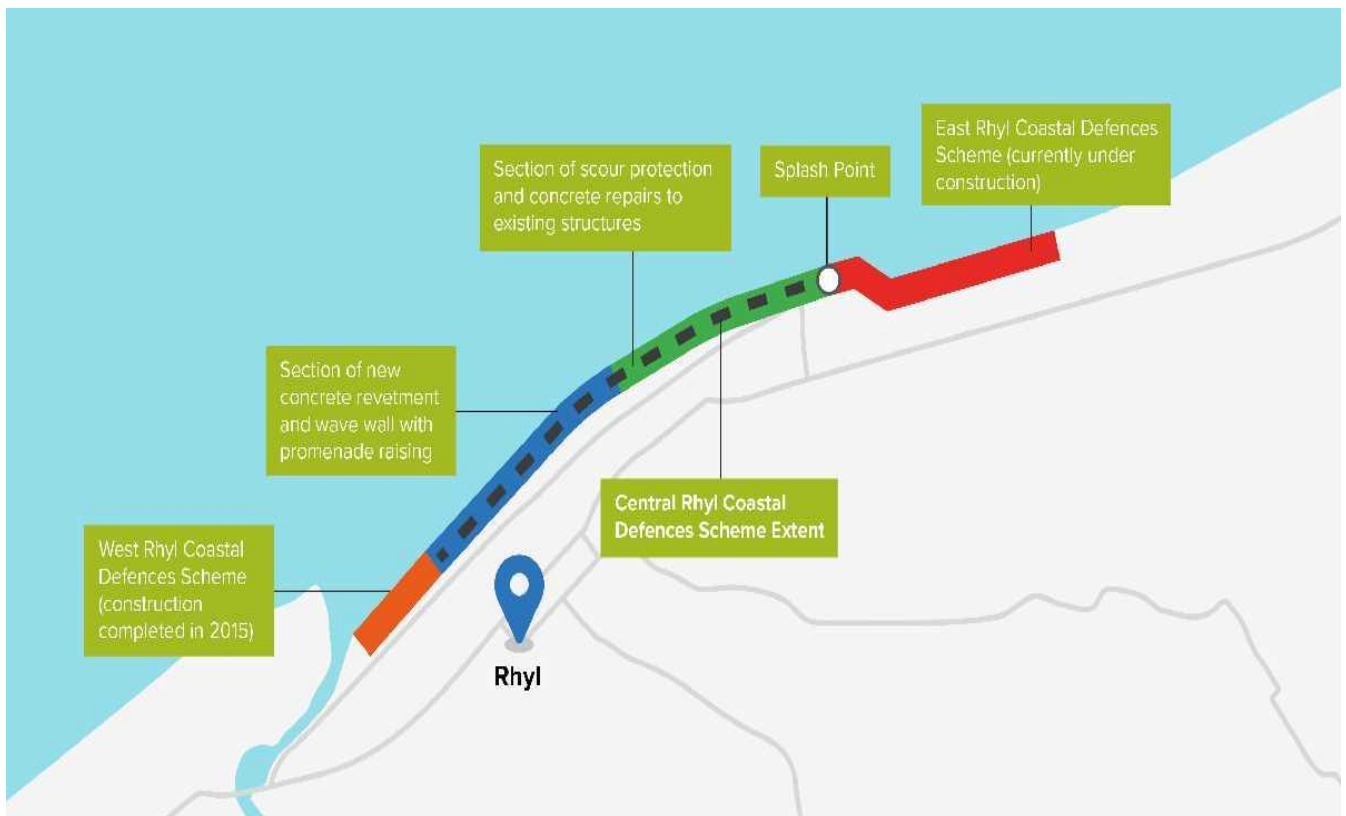 East Rhyl Coastal Defences
Scheme (currently under
construction)
Section of scour protection
and concrete repairs to
existing structures
Splash Point
Section of new
concrete revetment
and wave wall with
promenade raising
Central Rhyl Coastal
Defences Scheme Extent
West Rhyl Coastal
Defences Scheme
(construction
completed in 2015)
Rhyl